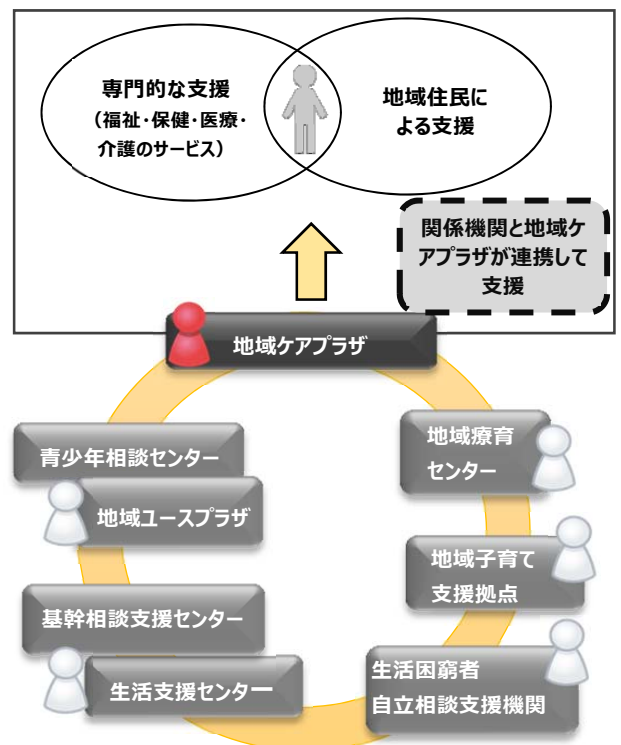 専門的な支援
（福祉・保健・医療・
介護のサービス）
地域住民に
よる支援
関係機関と地域ケ
アプラザが連携して
支援
地域ケアプラザ
青少年相談センター
地域ユースプラザ
基幹相談支援センター
生活支援センター
地域療育
センター
地域子育て
支援拠点
生活困窮者
自立相談支援機関